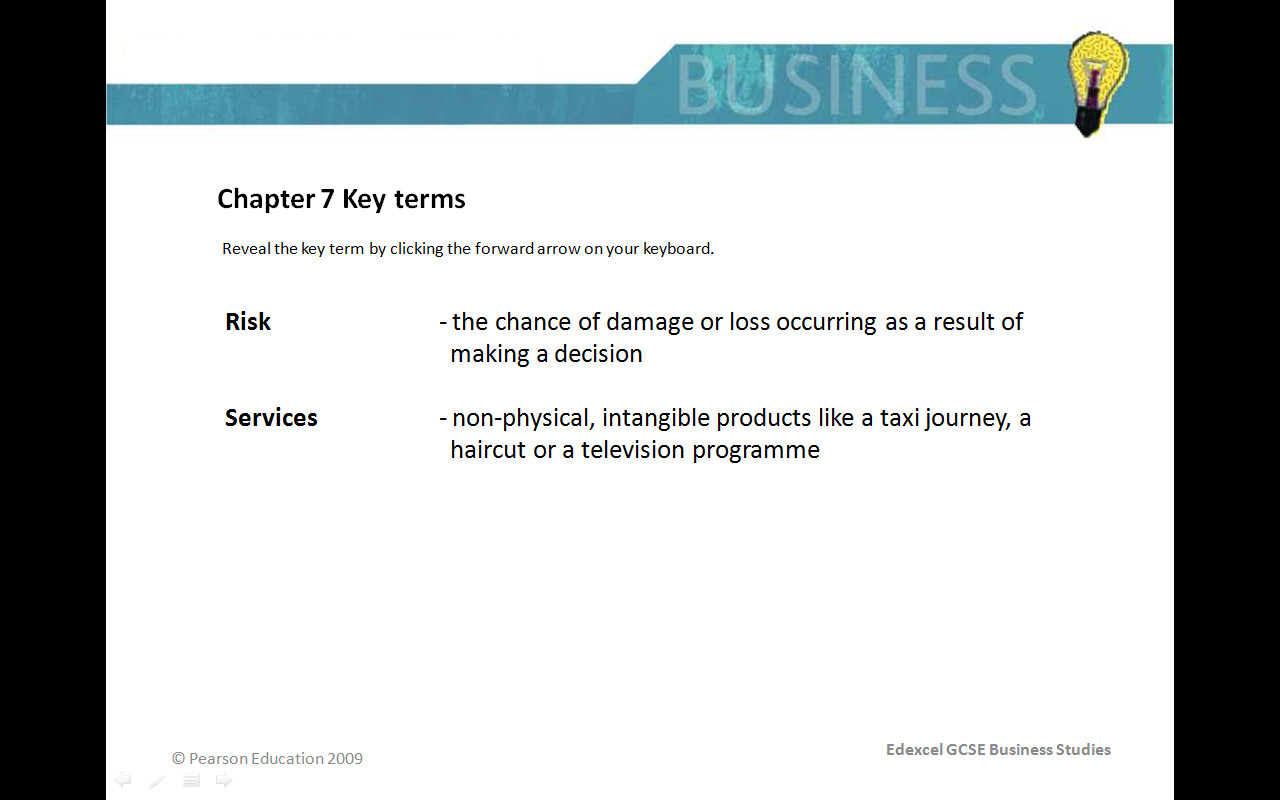 BUSINESS
Chapter 7 Key terms
Reveal the key term by clicking the forward arrow on your keyboard.
Risk - the chance of damage or loss occurring as a result of
making a decision
Services - non-physical, intangible products like a taxi journey, a
haircut or a television programme
© Pearson Education 2009
Edexcel GCSE Business Studies